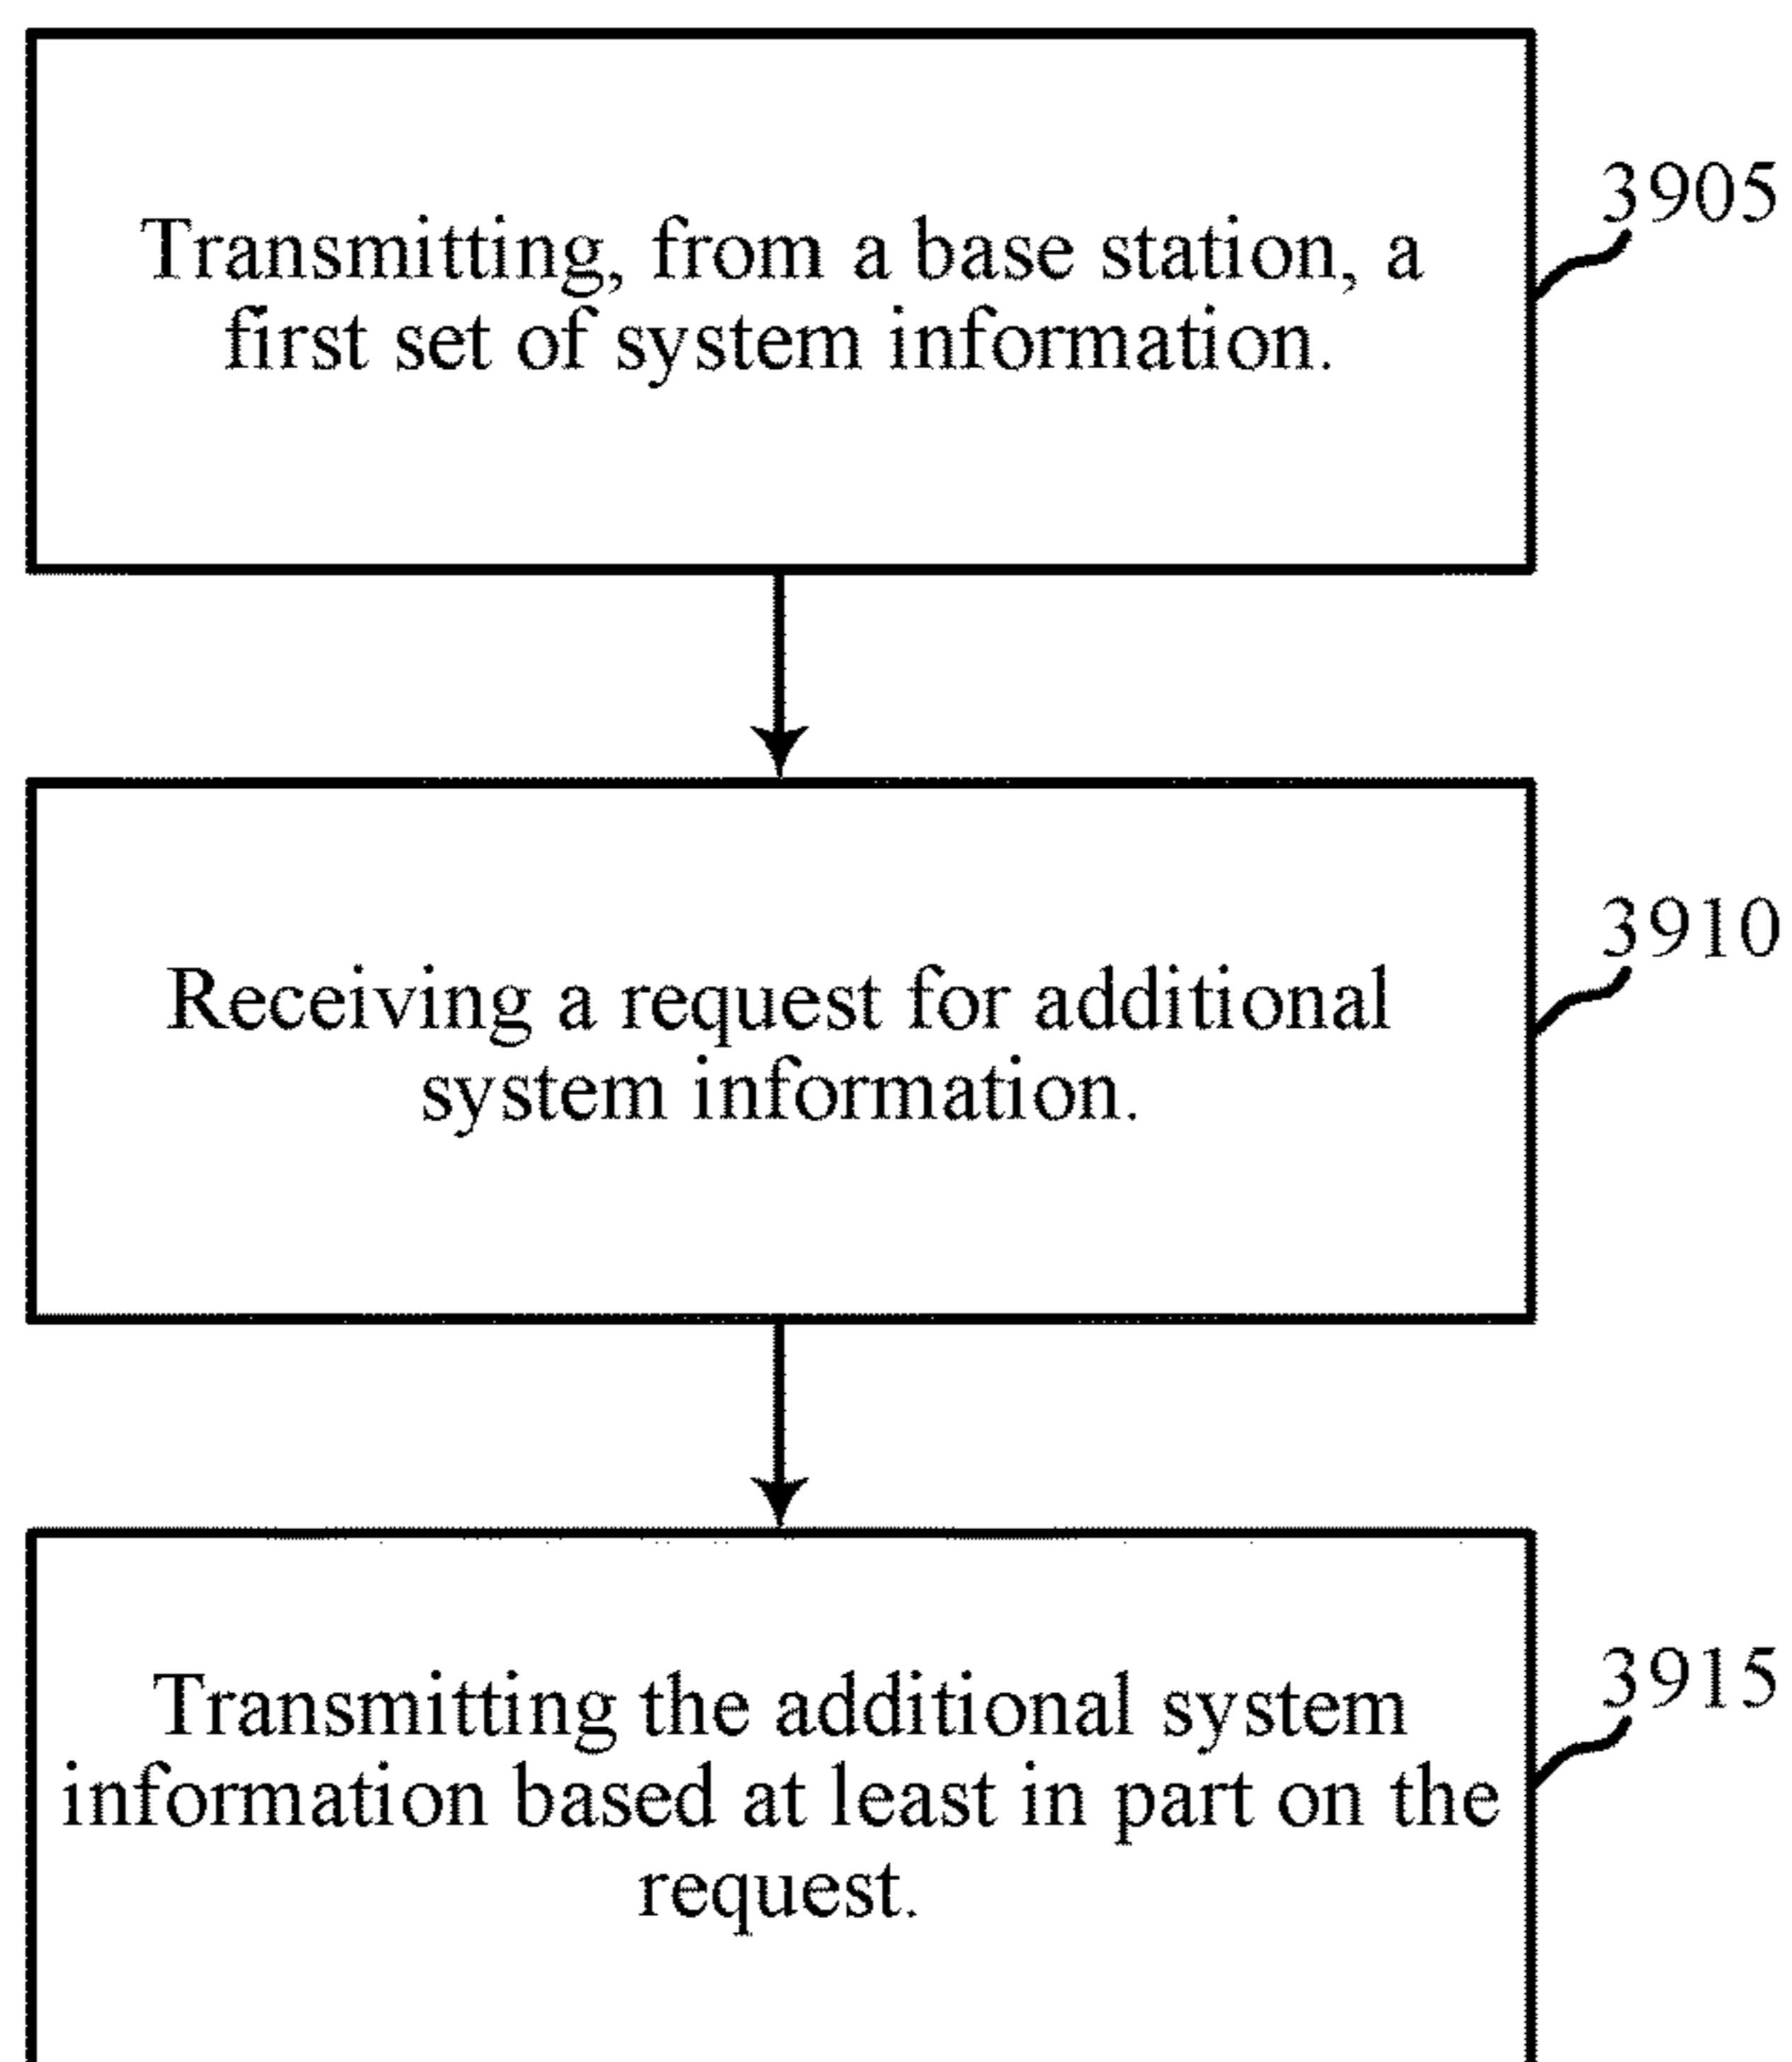 Transmitting, from a base station, a
first set of system information.
3905
Receiving a request for additional
system information.
3910
Transmitting the additional system
information based at least in part on the
request.
3915